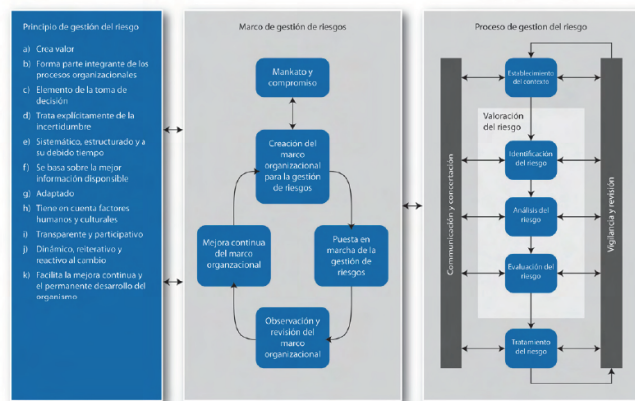 Principio de gestión del riesgo
a) Crea valor
b) Forma parte integrante de los
procesos organizacionales
c) Elemento de la toma de
decisión
d) Trata explícitamente de la
incertidumbre
e) Sistemático, estructurado y a
su debido tiempo
f) Se basa sobre la mejor
información disponible
g) Adaptado
h) Tiene en cuenta factores
humanos y culturales
i) Transparente y participativo
j) Dinámico, reiterativo y
reactivo al cambio
k) Facilita la mejora continua y
el permanente desarrollo del
organismo
Marco de gestión de riesgos
Mankato y
compromiso
Creación del
marco
organizacional
para la gestión
de riesgos
Mejora continua
del marco
organzacional
Puesta en
marcha de la
gestión de
riesgos
Observación y
revisión del
marco
organizacional
Proceso de gestion del riesgo
Communicación y concertación
Establecimiento
del contexto
Valoración
del riesgo
Identificación
del riesgo
Análisis del
riesgo
Evaluación del
riesgo
Tratamiento
del riesgo
Vigilancia y revisión